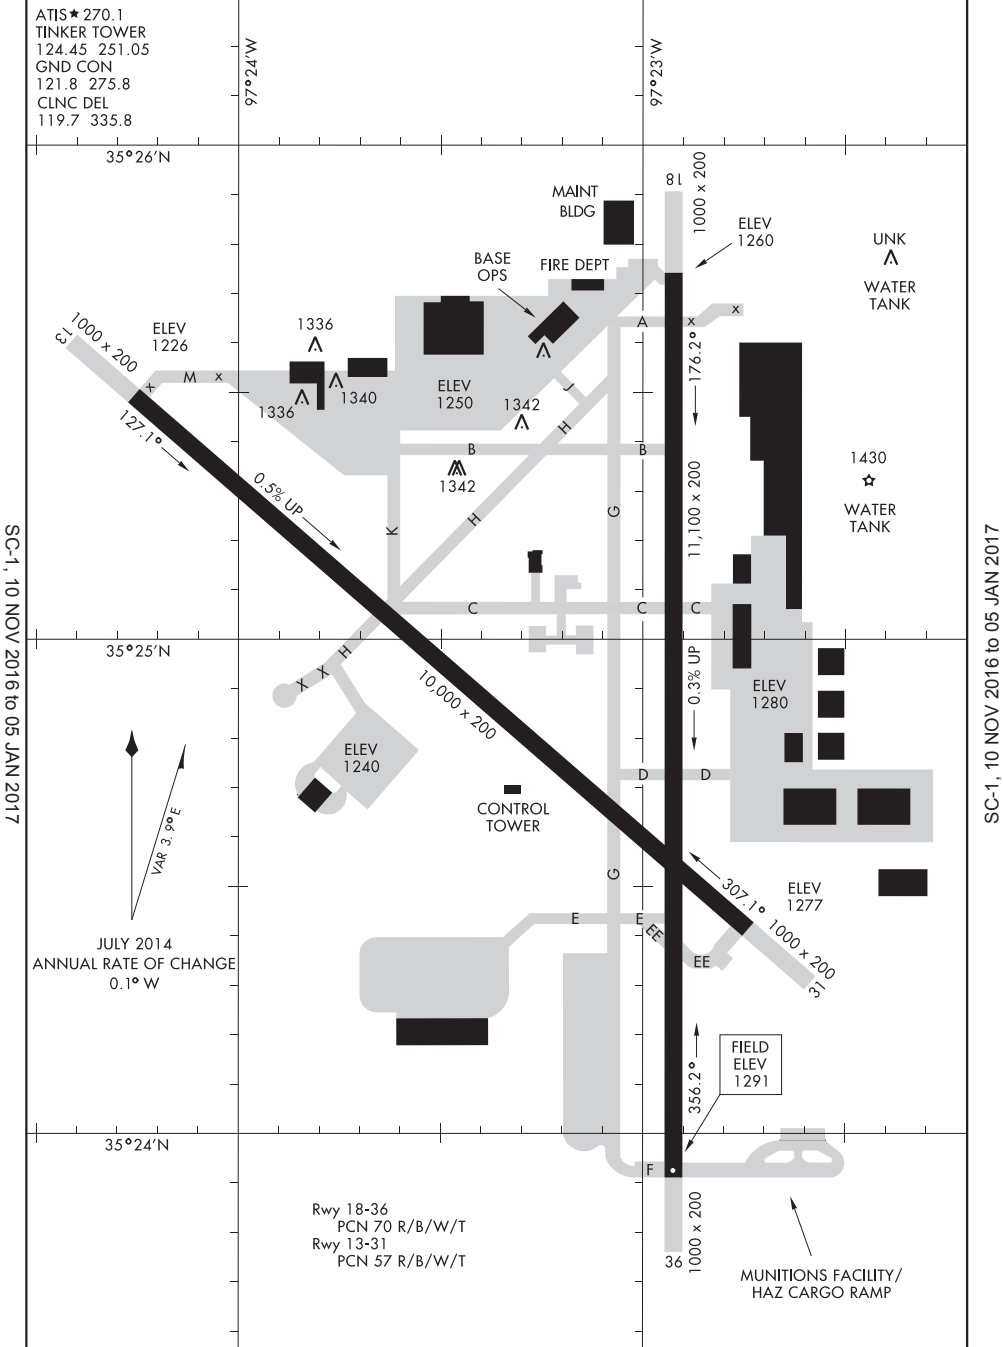 ATIS★ 270.1
TINKER TOWER
124.45 251.05
GND CON
121.8 275.8
CLNC DEL
119.7 335.8
97°24'W
97°23'W
35°26'N
MAINT
BLDG
18
1000 x 200
ELEV
1260
UNK
WATER
TANK
BASE
OPS
FIRE DEPT
13
1000 x 200
ELEV
1226
1336
A
x
x
176.2°
M
x
x
1336
1340
ELEV
1250
J
1342
H
127.1°
B
B
1342
1430
WATER
TANK
0.5% UP
11,100 x 200
K
H
G
C
C
C
35°25'N
H
X
X
10,000 x 200
0.3% UP
ELEV
1280
ELEV
1240
D
D
CONTROL
TOWER
VAR 3.9°E
G
307.1°
ELEV
1277
E
E
EE
EE
1000 x 200
31
JULY 2014
ANNUAL RATE OF CHANGE
0.1° W
FIELD
ELEV
1291
356.2°
35°24'N
F
Rwy 18-36
PCN 70 R/B/W/T
Rwy 13-31
PCN 57 R/B/W/T
36
1000 x 200
MUNITIONS FACILITY/
HAZ CARGO RAMP
SC-1, 10 NOV 2016 to 05 JAN 2017
SC-1, 10 NOV 2016 to 05 JAN 2017